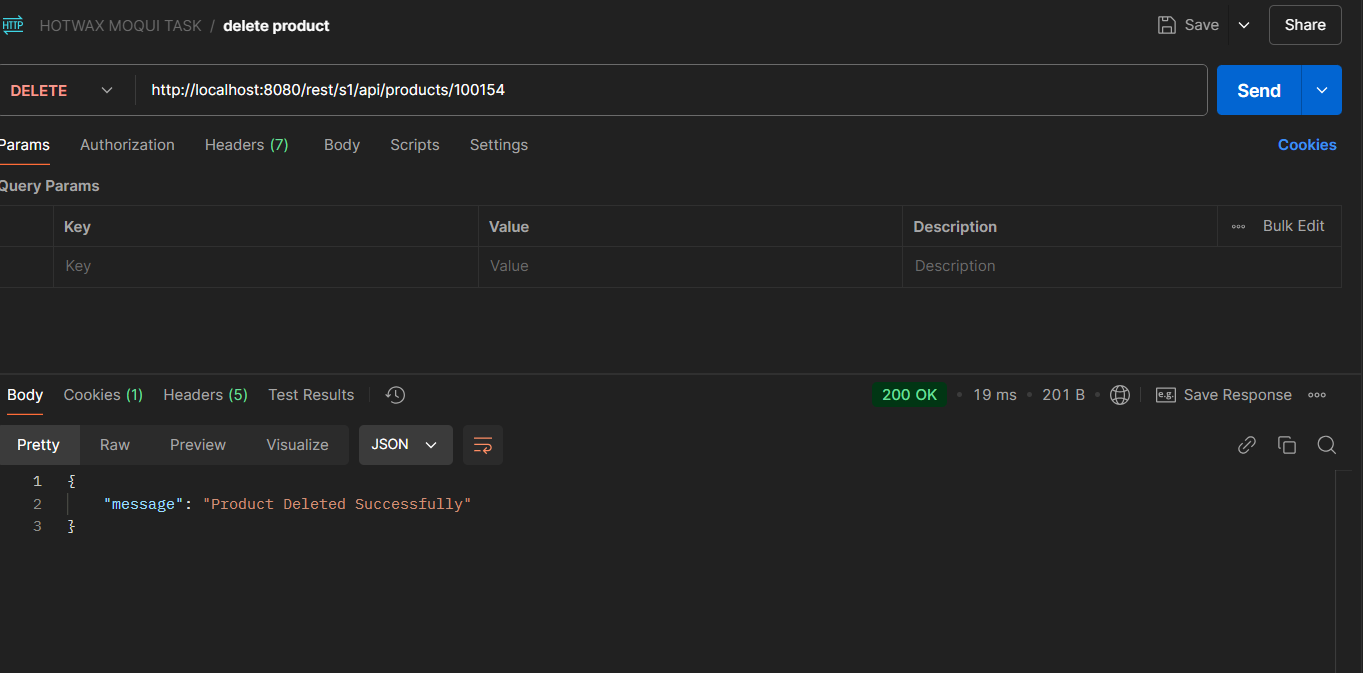 HTTP HOTWAX MOQUI TASK / delete product Save Share
DELETE http://localhost:8080/rest/s1/api/products/100154 Send
Params Authorization Headers (7) Body Scripts Settings Cookies
Query Params
Key Value Description Bulk Edit
Key Value Description
Body Cookies (1) Headers (5) Test Results 200 OK • 19 ms • 201 B • e.g. Save Response
Pretty Raw Preview Visualize JSON
1 {
2 "message": "Product Deleted Successfully"
3 }